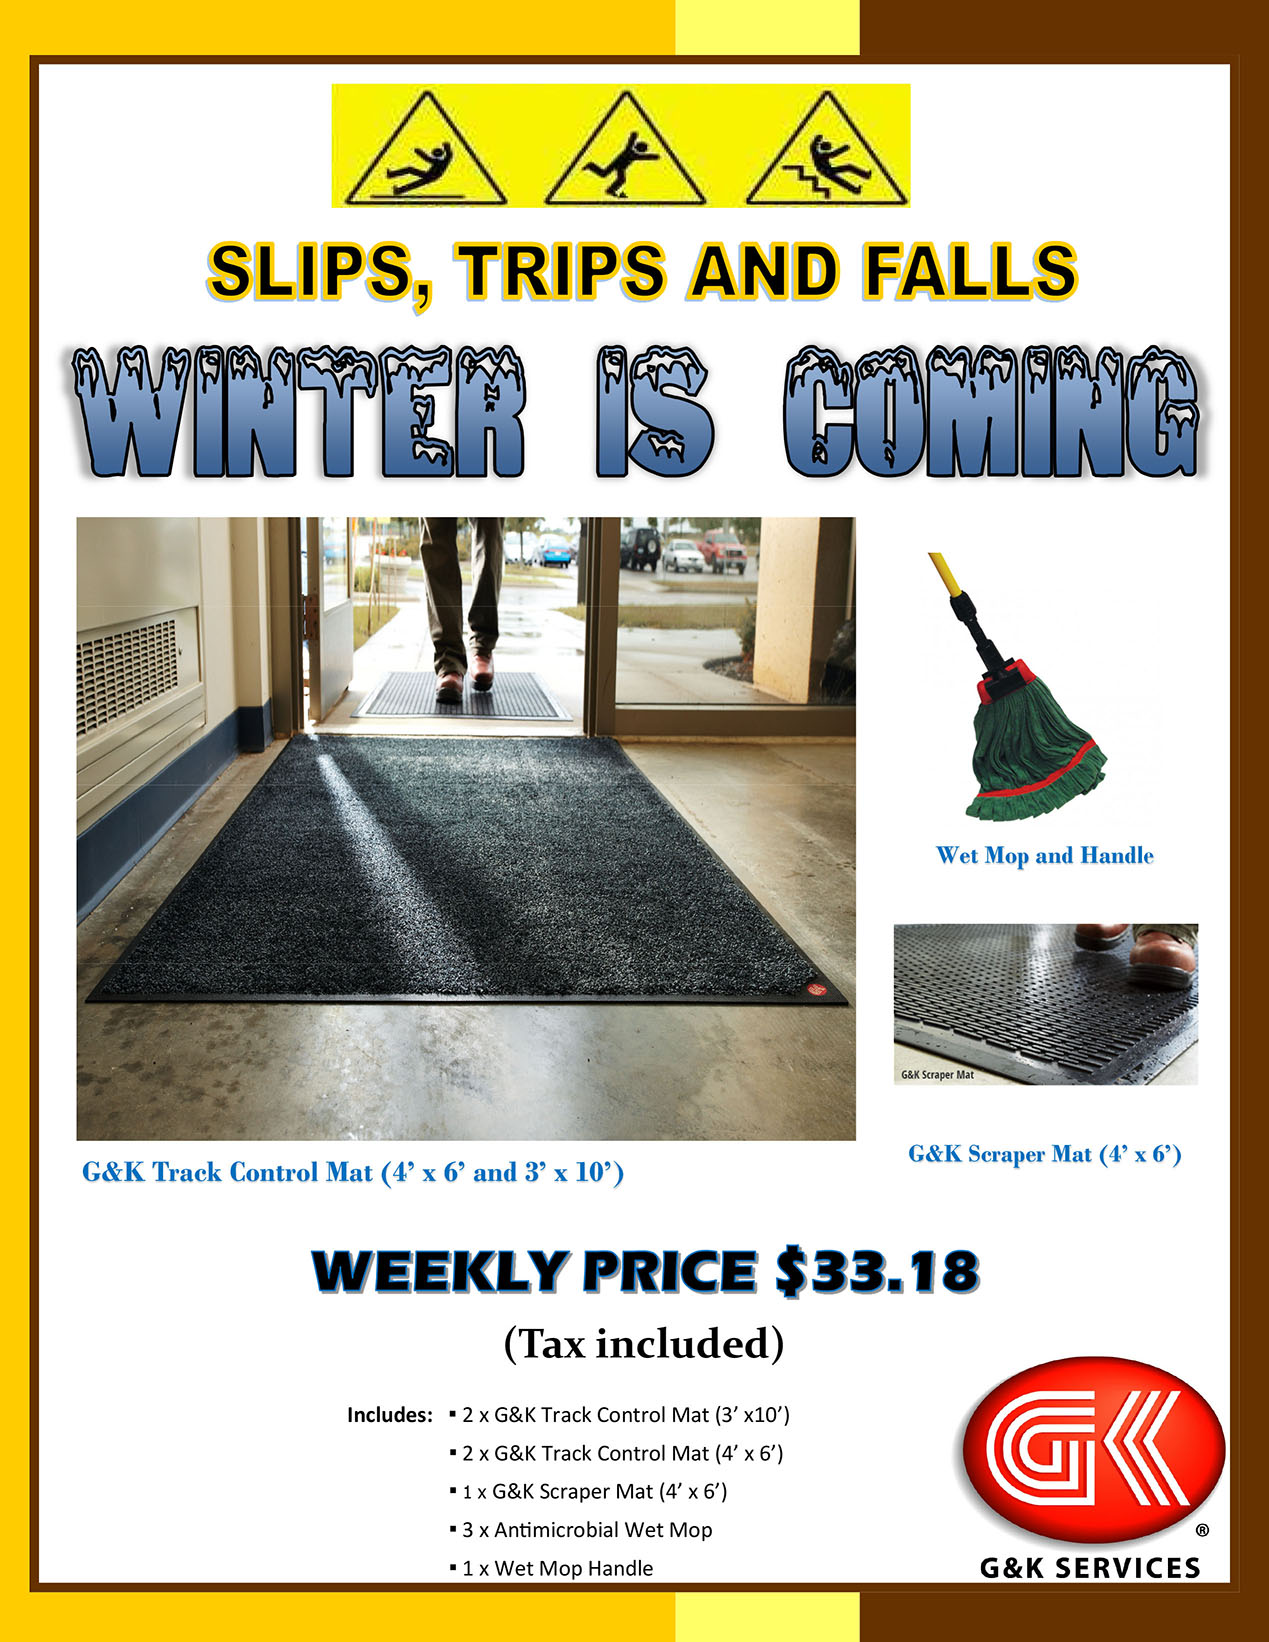 SLIPS, TRIPS AND FALLS
WINTER IS COMING
Wet Mop and Handle
G&K Scraper Mat
G&K Scraper Mat (4’ x 6’)
G&K Track Control Mat (4’ x 6’ and 3’ x 10’)
WEEKLY PRICE $33.18
(Tax included)
Includes: ▪ 2 x G&K Track Control Mat (3’ x10’)
▪ 2 x G&K Track Control Mat (4’ x 6’)
▪ 1 x G&K Scraper Mat (4’ x 6’)
▪ 3 x Antimicrobial Wet Mop
▪ 1 x Wet Mop Handle
GK
®
G&K SERVICES